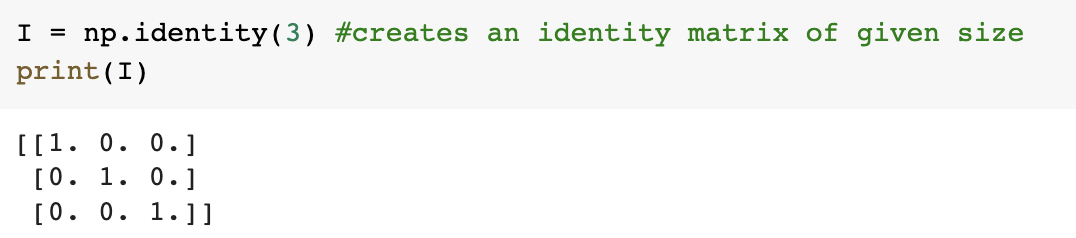 I = np.identity(3) #creates an identity matrix of given size
print(I)
[[1. 0. 0.]
 [0. 1. 0.]
 [0. 0. 1.]]